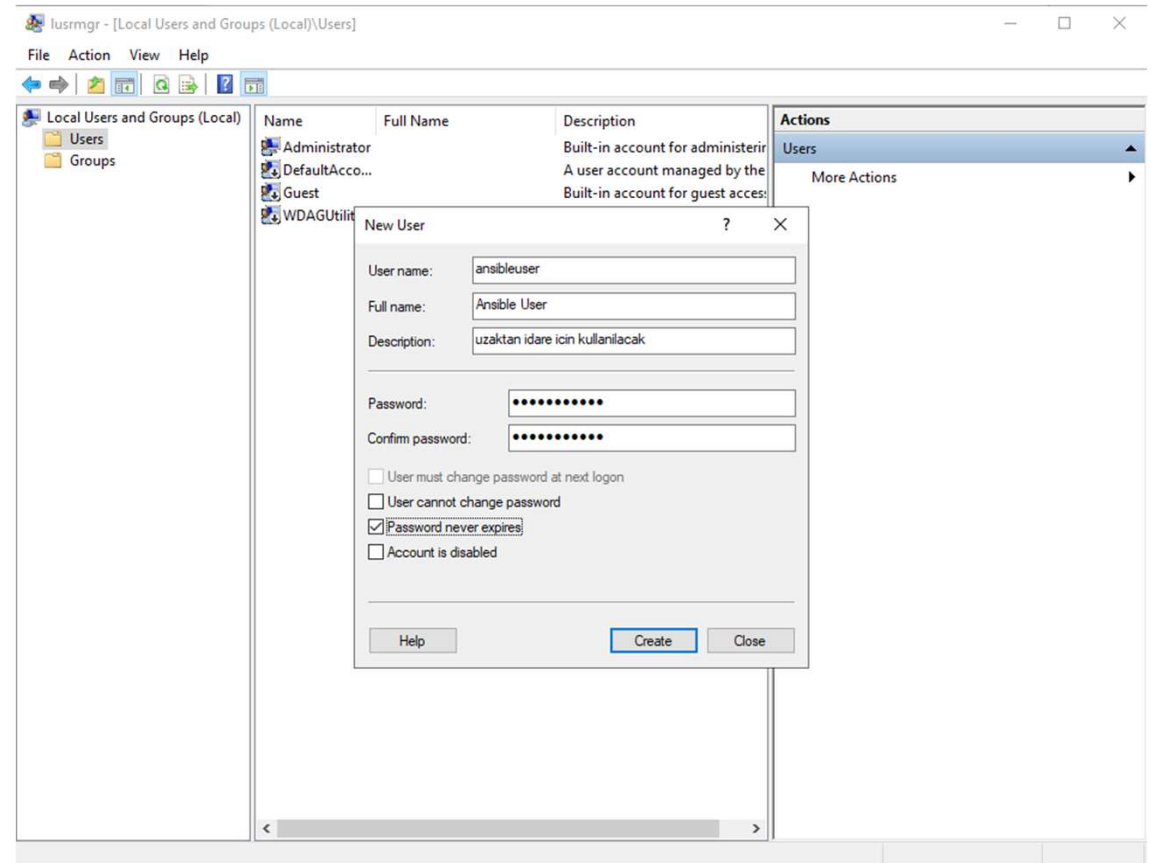 lusrmgr - [Local Users and Groups (Local)\Users]
File Action View Help
Local Users and Groups (Local)
Users
Groups
Name Full Name Description
Administrator Built-in account for administerir
DefaultAcco... A user account managed by the
Guest Built-in account for guest acces
WDAGUtilit
Actions
Users
More Actions
New User ?
User name: ansibleuser
Full name: Ansible User
Description: uzaktan idare icin kullanilacak
Password: •••••••••••
Confirm password: •••••••••••
User must change password at next logon
User cannot change password
Password never expires
Account is disabled
Help Create Close